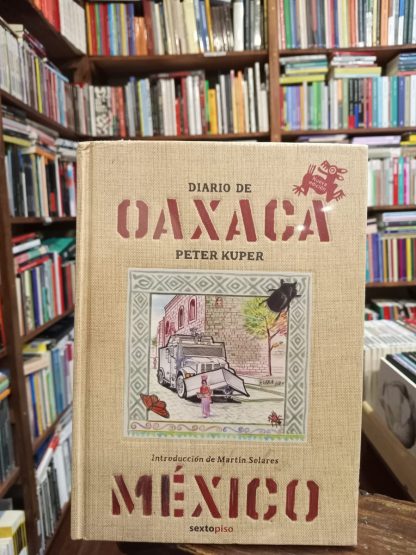 DIARIO DE
OAXACA
PETER KUPER
Introducción de Martín Solares
MÉXICO
sextopiso